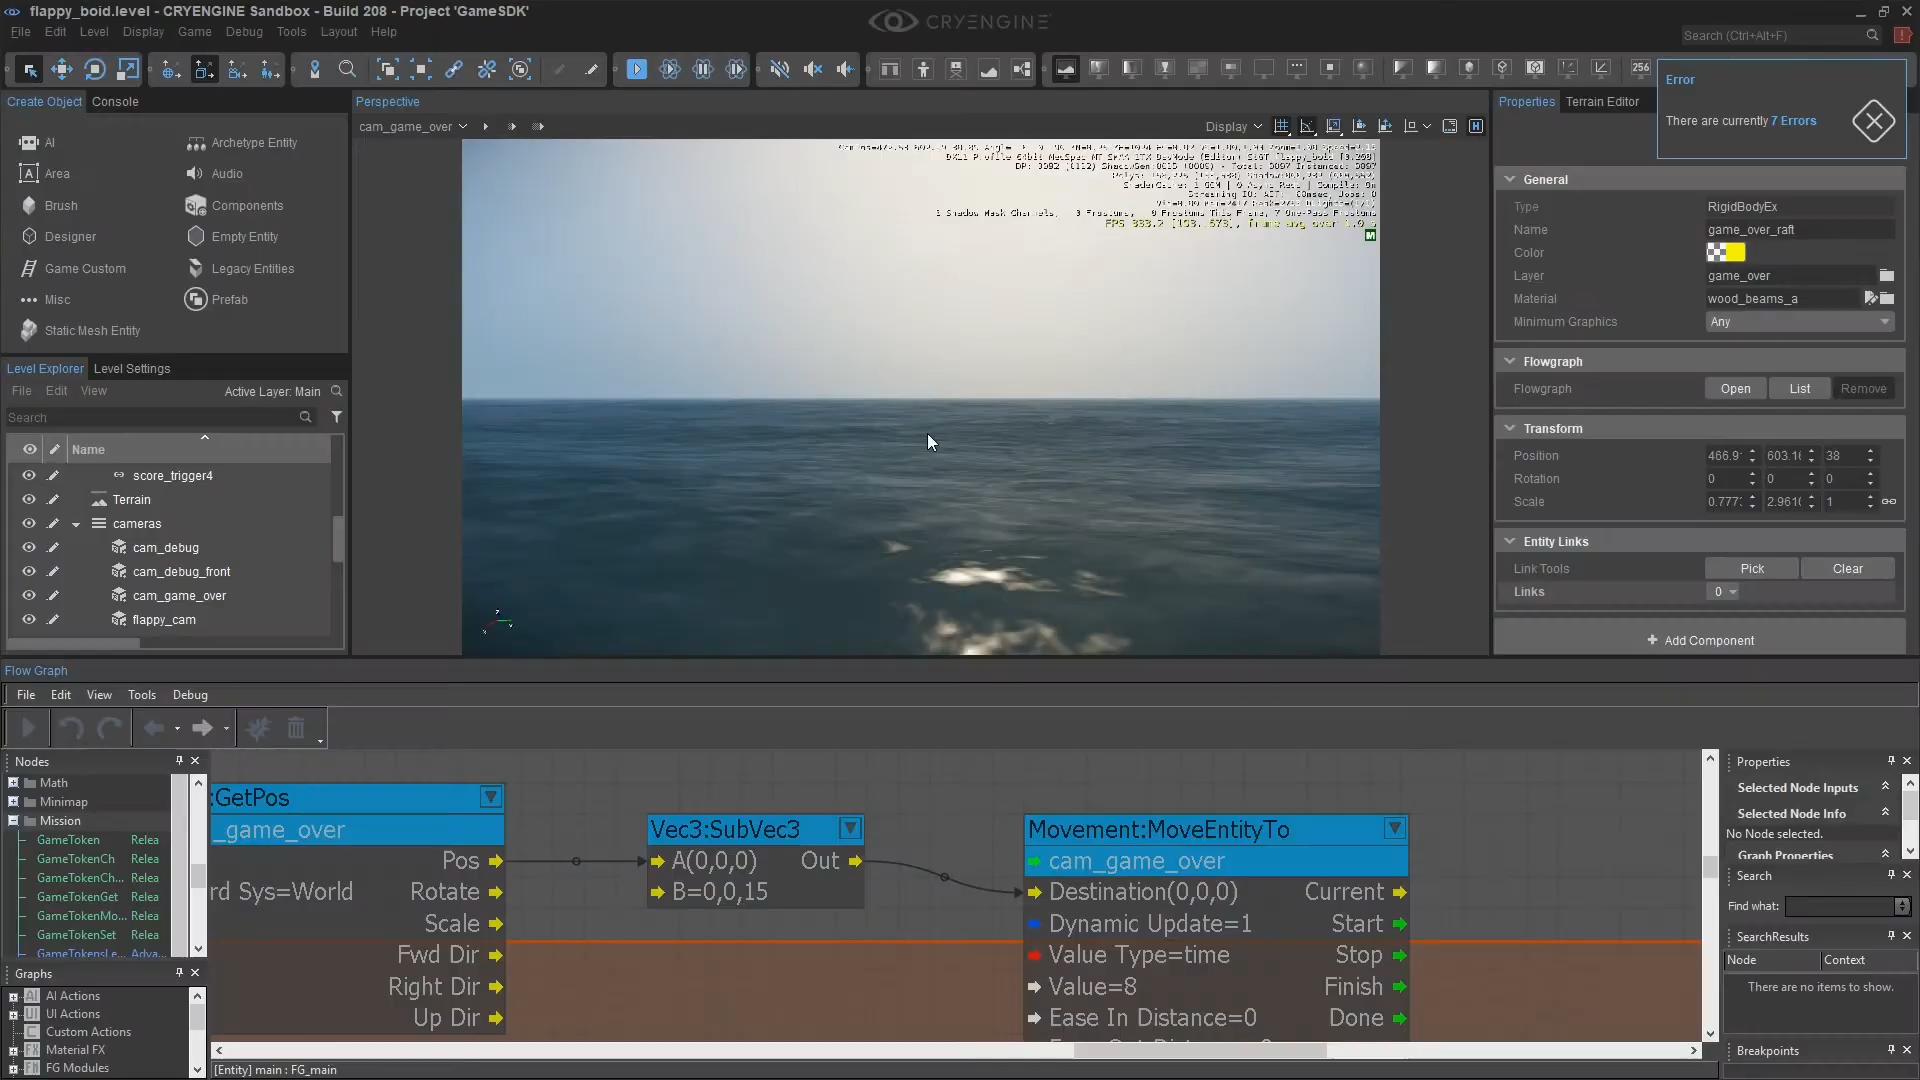 flappy_boid.level - CRYENGINE Sandbox - Build 208 - Project 'GameSDK'
CRYENGINE
File Edit Level Display Game Debug Tools Layout Help
Search (Ctrl+Alt+F)
256
Error
There are currently 7 Errors
Create Object Console
AI Archetype Entity
Area Audio
Brush Components
Designer Empty Entity
Game Custom Legacy Entities
Misc Prefab
Static Mesh Entity
Level Explorer Level Settings
File Edit View Active Layer: Main
Search
Name
score_trigger4
Terrain
cameras
cam_debug
cam_debug_front
cam_game_over
flappy_cam
Perspective
cam_game_over Display
Properties Terrain Editor
General
Type RigidBodyEx
Name game_over_raft
Color
Layer game_over
Material wood_beams_a
Minimum Graphics Any
Flowgraph
Flowgraph Open List Remove
Transform
Position 466.9 603.16 38
Rotation 0 0 0
Scale 0.777 2.961 1
Entity Links
Link Tools Pick Clear
Links 0
Add Component
Flow Graph
File Edit View Tools Debug
Nodes
Math
Minimap
Mission
GameToken Relea
GameTokenCh Relea
GameTokenCh... Relea
GameTokenGet Relea
GameTokenMo... Relea
GameTokenSet Relea
GameTokensLe... Adva...
Graphs
AI Actions
UI Actions
Custom Actions
Material FX
FG Modules
:GetPos
_game_over
Pos
rd Sys=World Rotate
Scale
Fwd Dir
Right Dir
Up Dir
Vec3:SubVec3
A(0,0,0) Out
B=0,0,15
Movement:MoveEntityTo
cam_game_over
Destination(0,0,0) Current
Dynamic Update=1 Start
Value Type=time Stop
Value=8 Finish
Ease In Distance=0 Done
[Entity] main : FG_main
Properties
Selected Node Inputs
Selected Node Info
No Node selected.
Graph Properties
Search
Find what:
SearchResults
Node Context
There are no items to show.
Breakpoints